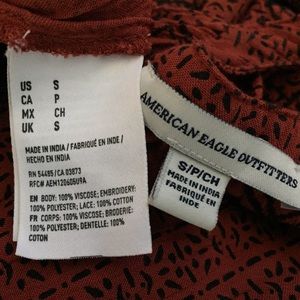 US S
CA P
MX CH
UK S
MADE IN INDIA / FABRIQUÉ EN INDE /
HECHO EN INDIA
RN 54485 / CA 03873
RFC# AEM120605U9A
EN BODY: 100% VISCOSE; EMBROIDERY:
100% POLYESTER; LACE: 100% COTTON
FR CORPS: 100% VISCOSE; BRODERIE:
100% POLYESTER; DENTELLE: 100%
COTTON
AMERICAN EAGLE OUTFITTERS
S/P/CH
MADE IN INDIA
FABRIQUÉ EN
INDE